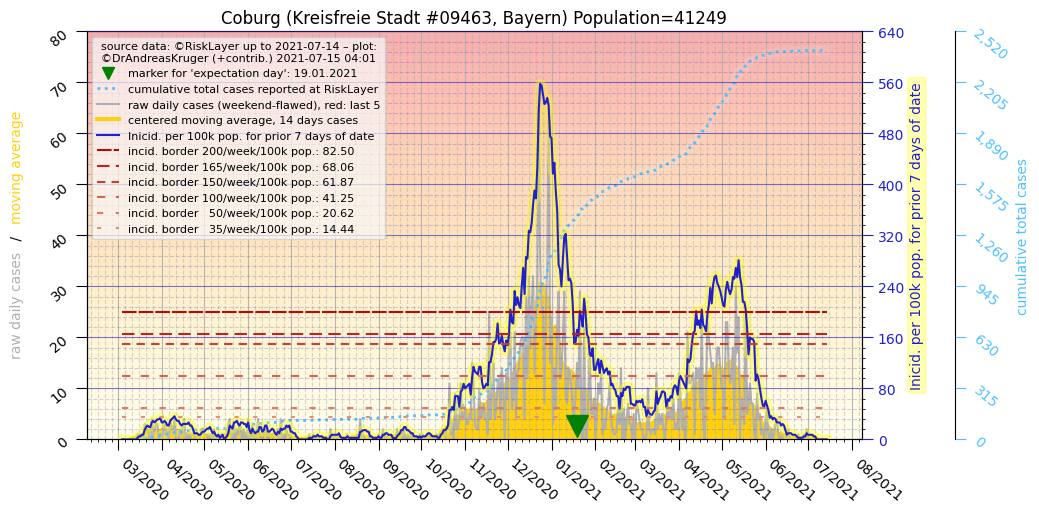 Coburg (Kreisfreie Stadt #09463, Bayern) Population=41249
source data: ©RiskLayer up to 2021-07-14 – plot:
©DrAndreasKruger (+contrib.) 2021-07-15 04:01
marker for 'expectation day': 19.01.2021
cumulative total cases reported at RiskLayer
raw daily cases (weekend-flawed), red: last 5
centered moving average, 14 days cases
Inicid. per 100k pop. for prior 7 days of date
incid. border 200/week/100k pop.: 82.50
incid. border 165/week/100k pop.: 68.06
incid. border 150/week/100k pop.: 61.87
incid. border 100/week/100k pop.: 41.25
incid. border 50/week/100k pop.: 20.62
incid. border 35/week/100k pop.: 14.44
raw daily cases / moving average
80
70
60
50
40
30
20
10
0
640
560
480
400
320
240
160
80
0
Inicid. per 100k pop. for prior 7 days of date
2,520
2,205
1,890
1,575
1,260
945
630
315
0
cumulative total cases
03/2020
04/2020
05/2020
06/2020
07/2020
08/2020
09/2020
10/2020
11/2020
12/2020
01/2021
02/2021
03/2021
04/2021
05/2021
06/2021
07/2021
08/2021